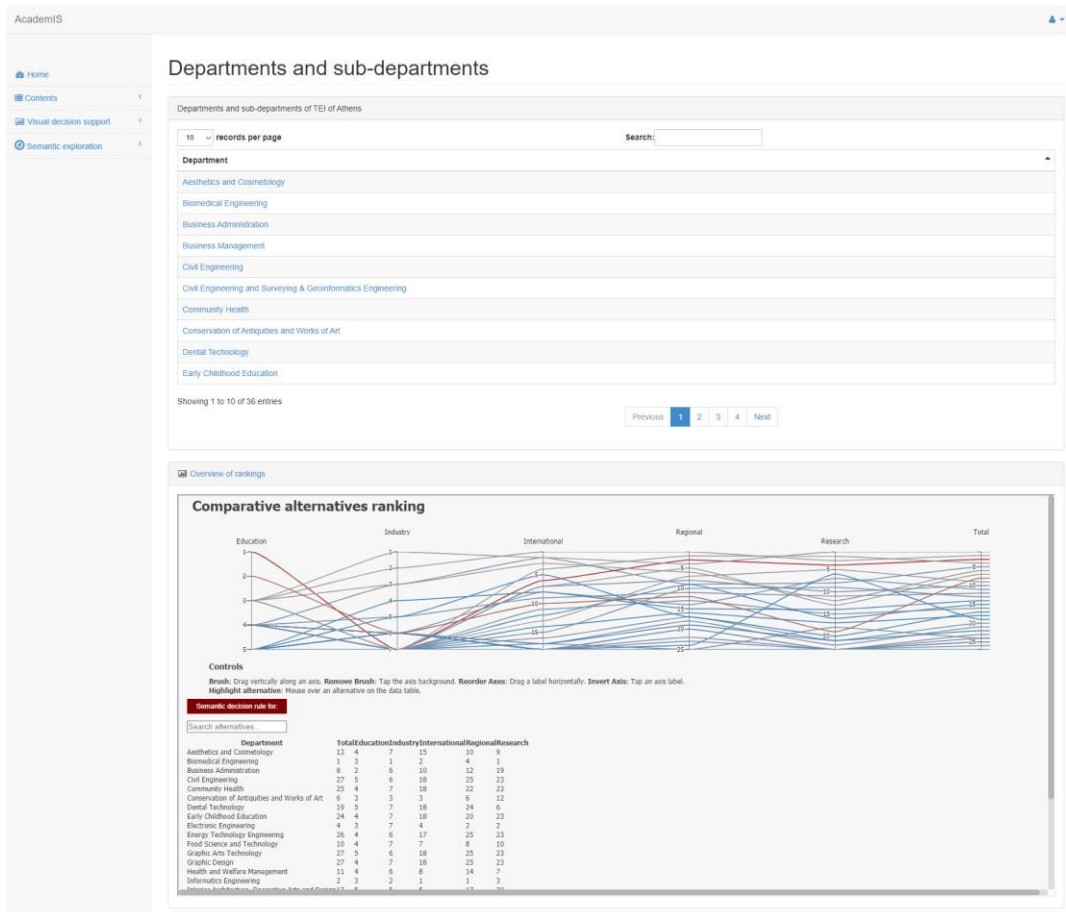 AcademIS
Home
Contents
Visual decision support
Semantic exploration
Departments and sub-departments
Departments and sub-departments of TEI of Athens
10 records per page Search:
Department
Aesthetics and Cosmetology
Biomedical Engineering
Business Administration
Business Management
Civil Engineering
Civil Engineering and Surveying & Geoinformatics Engineering
Community Health
Conservation of Antiquities and Works of Art
Dental Technology
Early Childhood Education
Showing 1 to 10 of 36 entries
Previous 1 2 3 4 Next
Overview of rankings
Comparative alternatives ranking
Education Industry International Regional Research Total
Controls
Brush: Drag vertically along an axis. Remove Brush: Tap the axis background. Reorder Axes: Drag a label horizontally. Invert Axis: Tap an axis label.
Highlight alternative: Mouse over an alternative on the data table.
Semantic decision rule for:
Search alternatives...
Department Total Education Industry International Regional Research
Aesthetics and Cosmetology 13 4 7 15 10 9
Biomedical Engineering 1 3 1 2 4 1
Business Administration 8 2 6 10 12 19
Civil Engineering 27 5 6 18 25 23
Community Health 25 4 7 18 22 23
Conservation of Antiquities and Works of Art 6 3 3 3 6 12
Dental Technology 19 5 7 18 24 6
Early Childhood Education 24 4 7 18 20 23
Electronic Engineering 4 3 7 4 2 2
Energy Technology Engineering 26 4 6 17 25 23
Food Science and Technology 10 4 7 7 8 10
Graphic Arts Technology 27 5 6 18 25 23
Graphic Design 27 4 7 18 25 23
Health and Welfare Management 11 4 6 8 14 7
Informatics Engineering 2 3 2 1 1 3